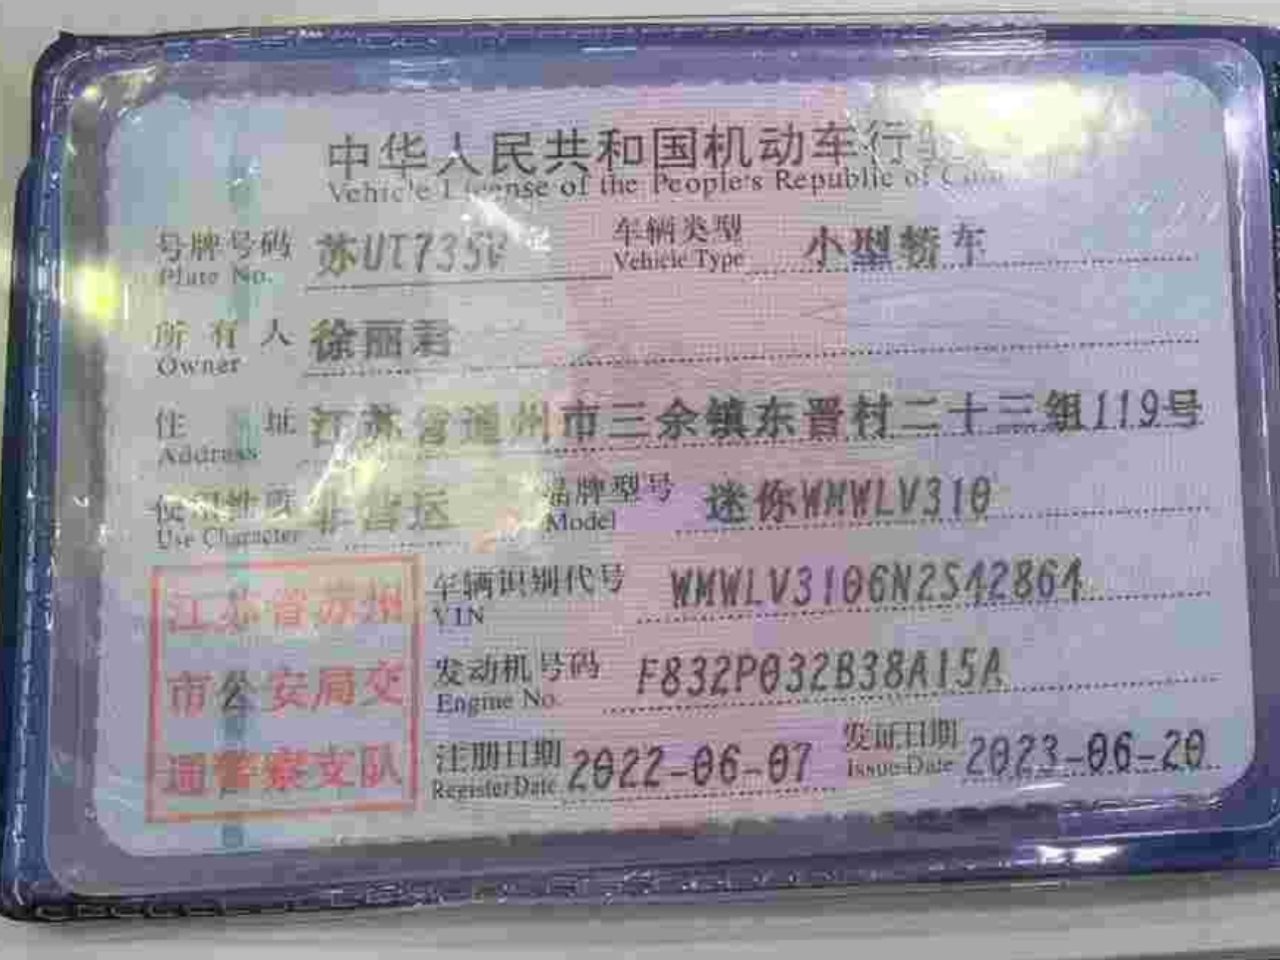 中华人民共和国机动车行
Vehicle License of the People's Republic of
号牌号码 苏UT735V 车辆类型 小型轿车
Plate No. Vehicle Type
所有人 徐丽君
Owner
住址 江苏省通州市三余镇东晋村二十三组119号
Address
使用性质 非营运 品牌型号 迷你WMWLV310
Use Character Model
江苏省苏州
市公安局交
通警察支队
车辆识别代号 WMWLV3106N2S42864
VIN
发动机号码 F832P032B38A15A
Engine No.
注册日期 2022-06-07 发证日期 2023-06-20
Register Date Issue Date